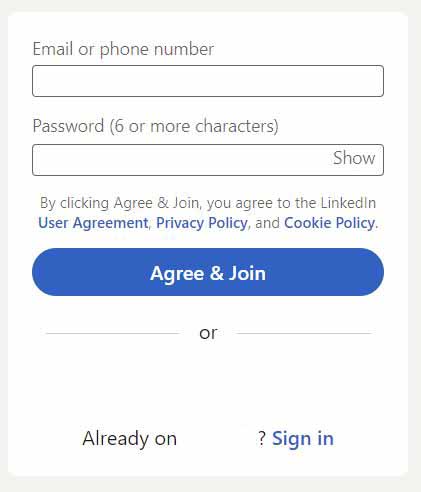 Email or phone number
Password (6 or more characters)
Show
By clicking Agree & Join, you agree to the LinkedIn
User Agreement, Privacy Policy, and Cookie Policy.
Agree & Join
or
Already on ? Sign in